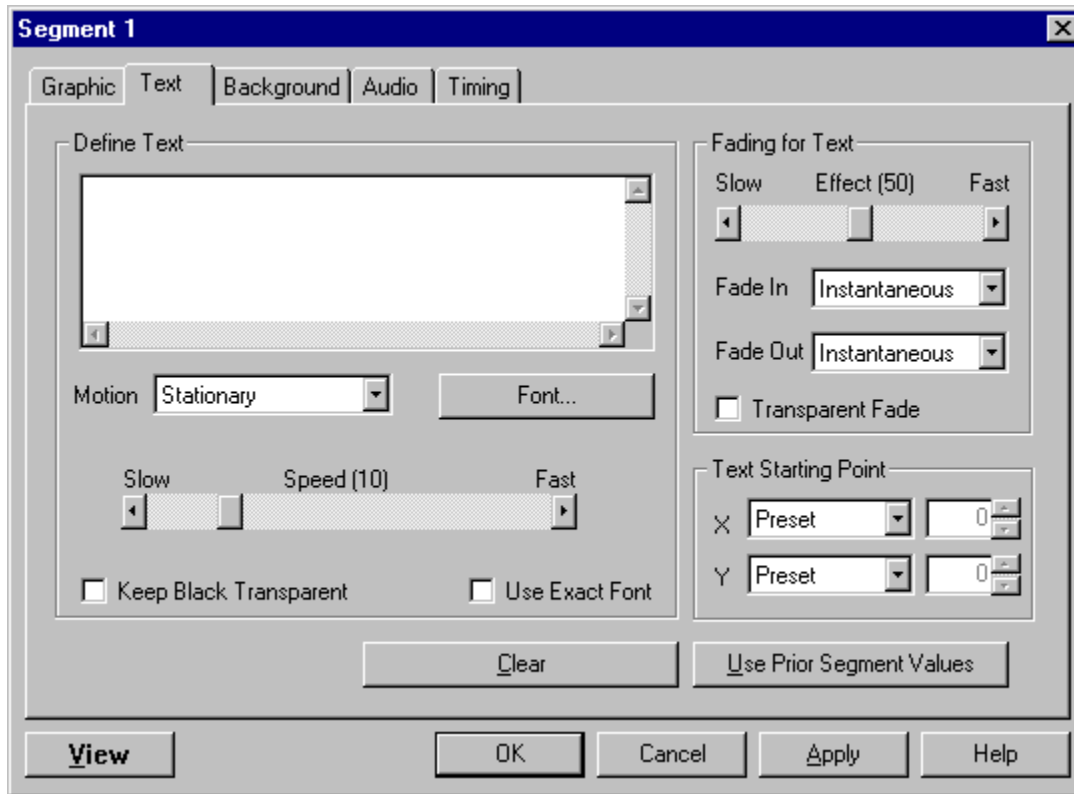 Segment 1
Graphic Text Background Audio Timing
Define Text
Motion Stationary Font...
Slow Speed (10) Fast
Keep Black Transparent Use Exact Font
Fading for Text
Slow Effect (50) Fast
Fade In Instantaneous
Fade Out Instantaneous
Transparent Fade
Text Starting Point
X Preset 0
Y Preset 0
Clear Use Prior Segment Values
View OK Cancel Apply Help